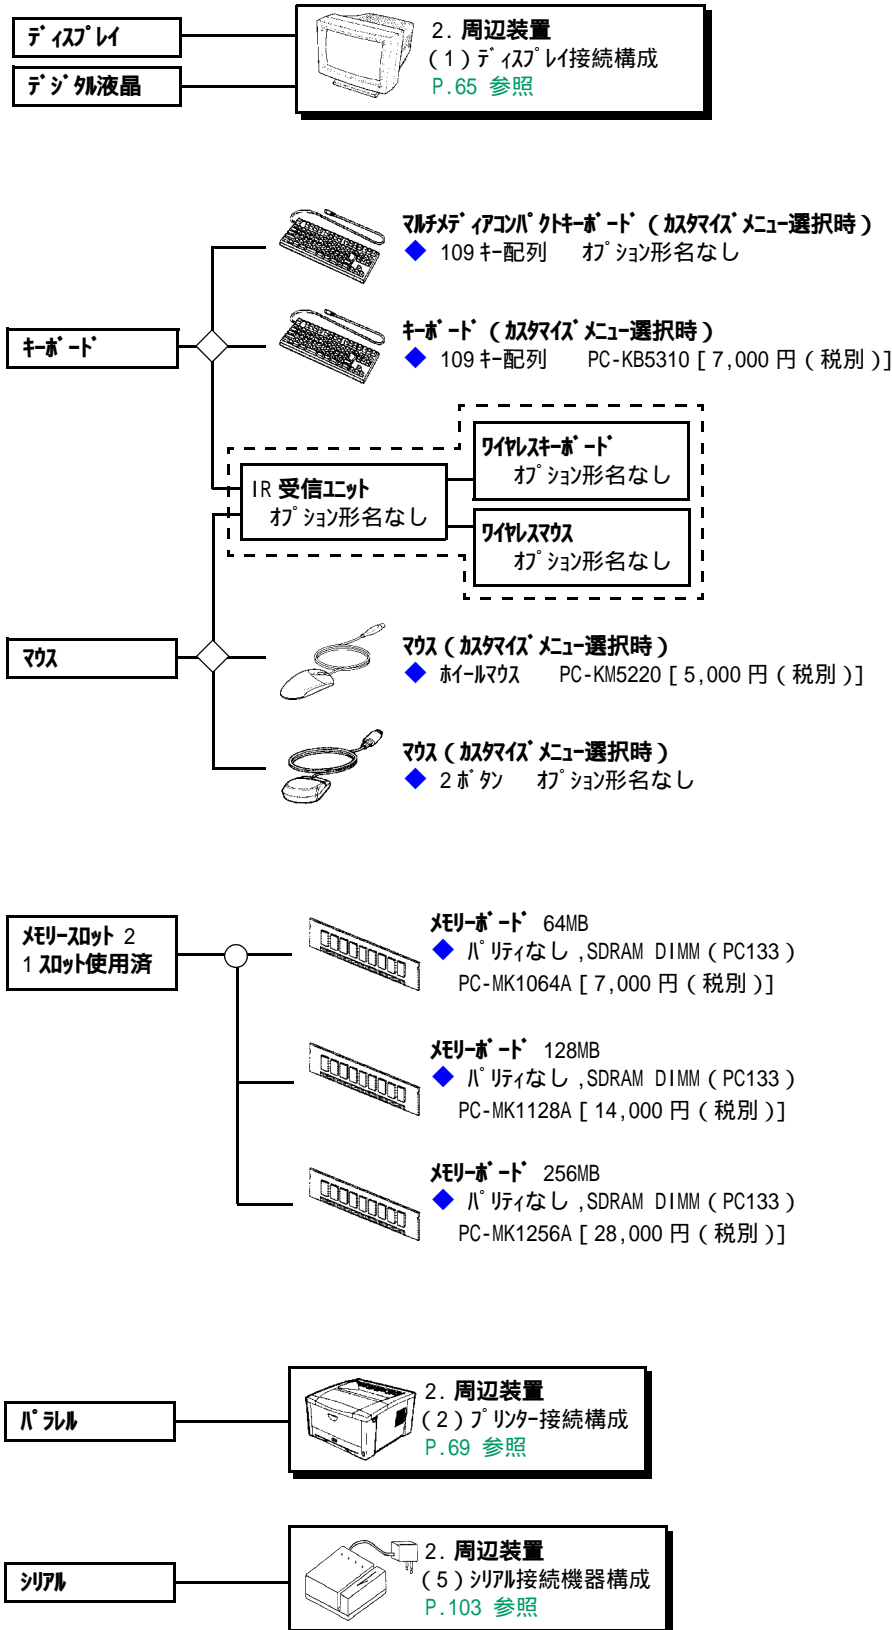 ﾃﾞｨｽﾌﾟﾚｲ
ﾃﾞｼﾞﾀﾙ液晶
2．周辺装置
（1）ﾃﾞｨｽﾌﾟﾚｲ接続構成
P.65 参照
ﾏﾙﾁﾒﾃﾞｨｱｺﾝﾊﾟｸﾄｷｰﾎﾞｰﾄﾞ（ｶｽﾀﾏｲｽﾞﾒﾆｭｰ選択時）
◆ 109ｷｰ配列 ｵﾌﾟｼｮﾝ形名なし
ｷｰﾎﾞｰﾄﾞ
ｷｰﾎﾞｰﾄﾞ（ｶｽﾀﾏｲｽﾞﾒﾆｭｰ選択時）
◆ 109ｷｰ配列 PC-KB5310［7,000円（税別）］
ﾜｲﾔﾚｽｷｰﾎﾞｰﾄﾞ
ｵﾌﾟｼｮﾝ形名なし
IR受信ﾕﾆｯﾄ
ｵﾌﾟｼｮﾝ形名なし
ﾜｲﾔﾚｽﾏｳｽ
ｵﾌﾟｼｮﾝ形名なし
ﾏｳｽ
ﾏｳｽ（ｶｽﾀﾏｲｽﾞﾒﾆｭｰ選択時）
◆ ﾎｲｰﾙﾏｳｽ PC-KM5220［5,000円（税別）］
ﾏｳｽ（ｶｽﾀﾏｲｽﾞﾒﾆｭｰ選択時）
◆ 2ﾎﾞﾀﾝ ｵﾌﾟｼｮﾝ形名なし
ﾒﾓﾘｰｽﾛｯﾄ 2
1ｽﾛｯﾄ使用済
ﾒﾓﾘｰﾎﾞｰﾄﾞ 64MB
◆ ﾊﾟﾘﾃｨなし,SDRAM DIMM（PC133）
PC-MK1064A［7,000円（税別）］
ﾒﾓﾘｰﾎﾞｰﾄﾞ 128MB
◆ ﾊﾟﾘﾃｨなし,SDRAM DIMM（PC133）
PC-MK1128A［14,000円（税別）］
ﾒﾓﾘｰﾎﾞｰﾄﾞ 256MB
◆ ﾊﾟﾘﾃｨなし,SDRAM DIMM（PC133）
PC-MK1256A［28,000円（税別）］
ﾊﾟﾗﾚﾙ
2．周辺装置
（2）ﾌﾟﾘﾝﾀｰ接続構成
P.69 参照
ｼﾘｱﾙ
2．周辺装置
（5）ｼﾘｱﾙ接続機器構成
P.103 参照